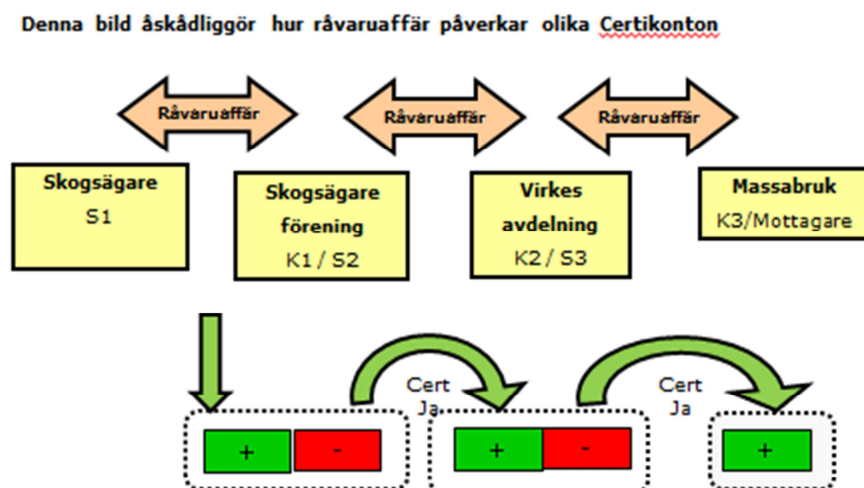 Denna bild åskådliggör hur råvaruaffär påverkar olika Certikonton
Råvaruaffär
Råvaruaffär
Råvaruaffär
Skogsägare
S1
Skogsägare
förening
K1 / S2
Virkes
avdelning
K2 / S3
Massabruk
K3/Mottagare
Cert
Ja
Cert
Ja
+
-
+
-
+